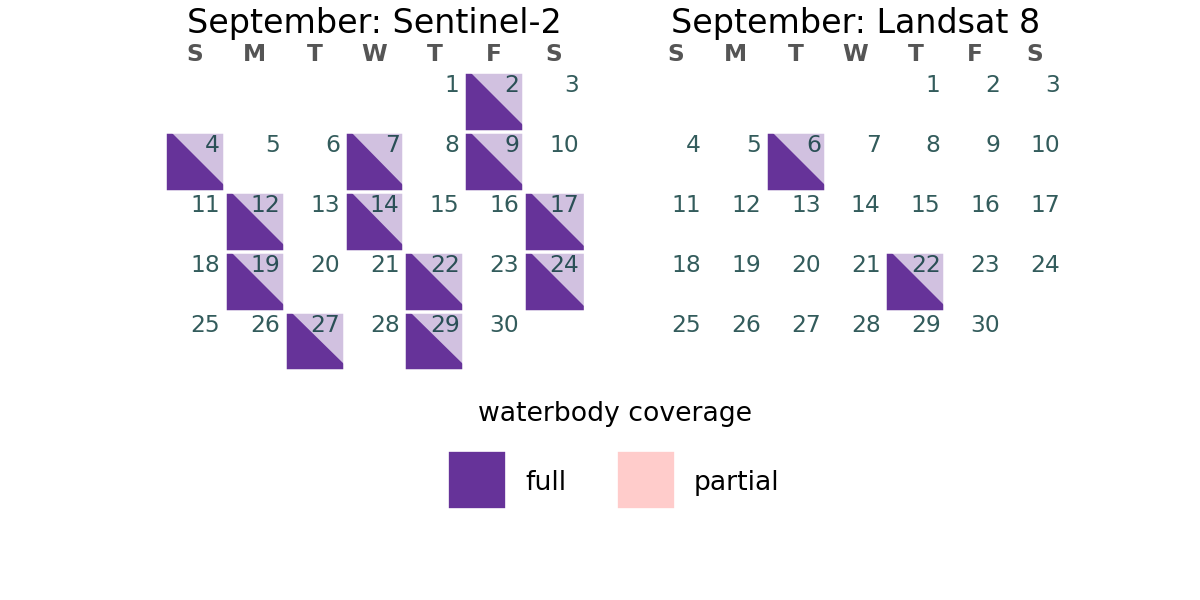 September: Sentinel-2
S M T W T F S
1 2 3
4 5 6 7 8 9 10
11 12 13 14 15 16 17
18 19 20 21 22 23 24
25 26 27 28 29 30
September: Landsat 8
S M T W T F S
1 2 3
4 5 6 7 8 9 10
11 12 13 14 15 16 17
18 19 20 21 22 23 24
25 26 27 28 29 30
waterbody coverage
full partial